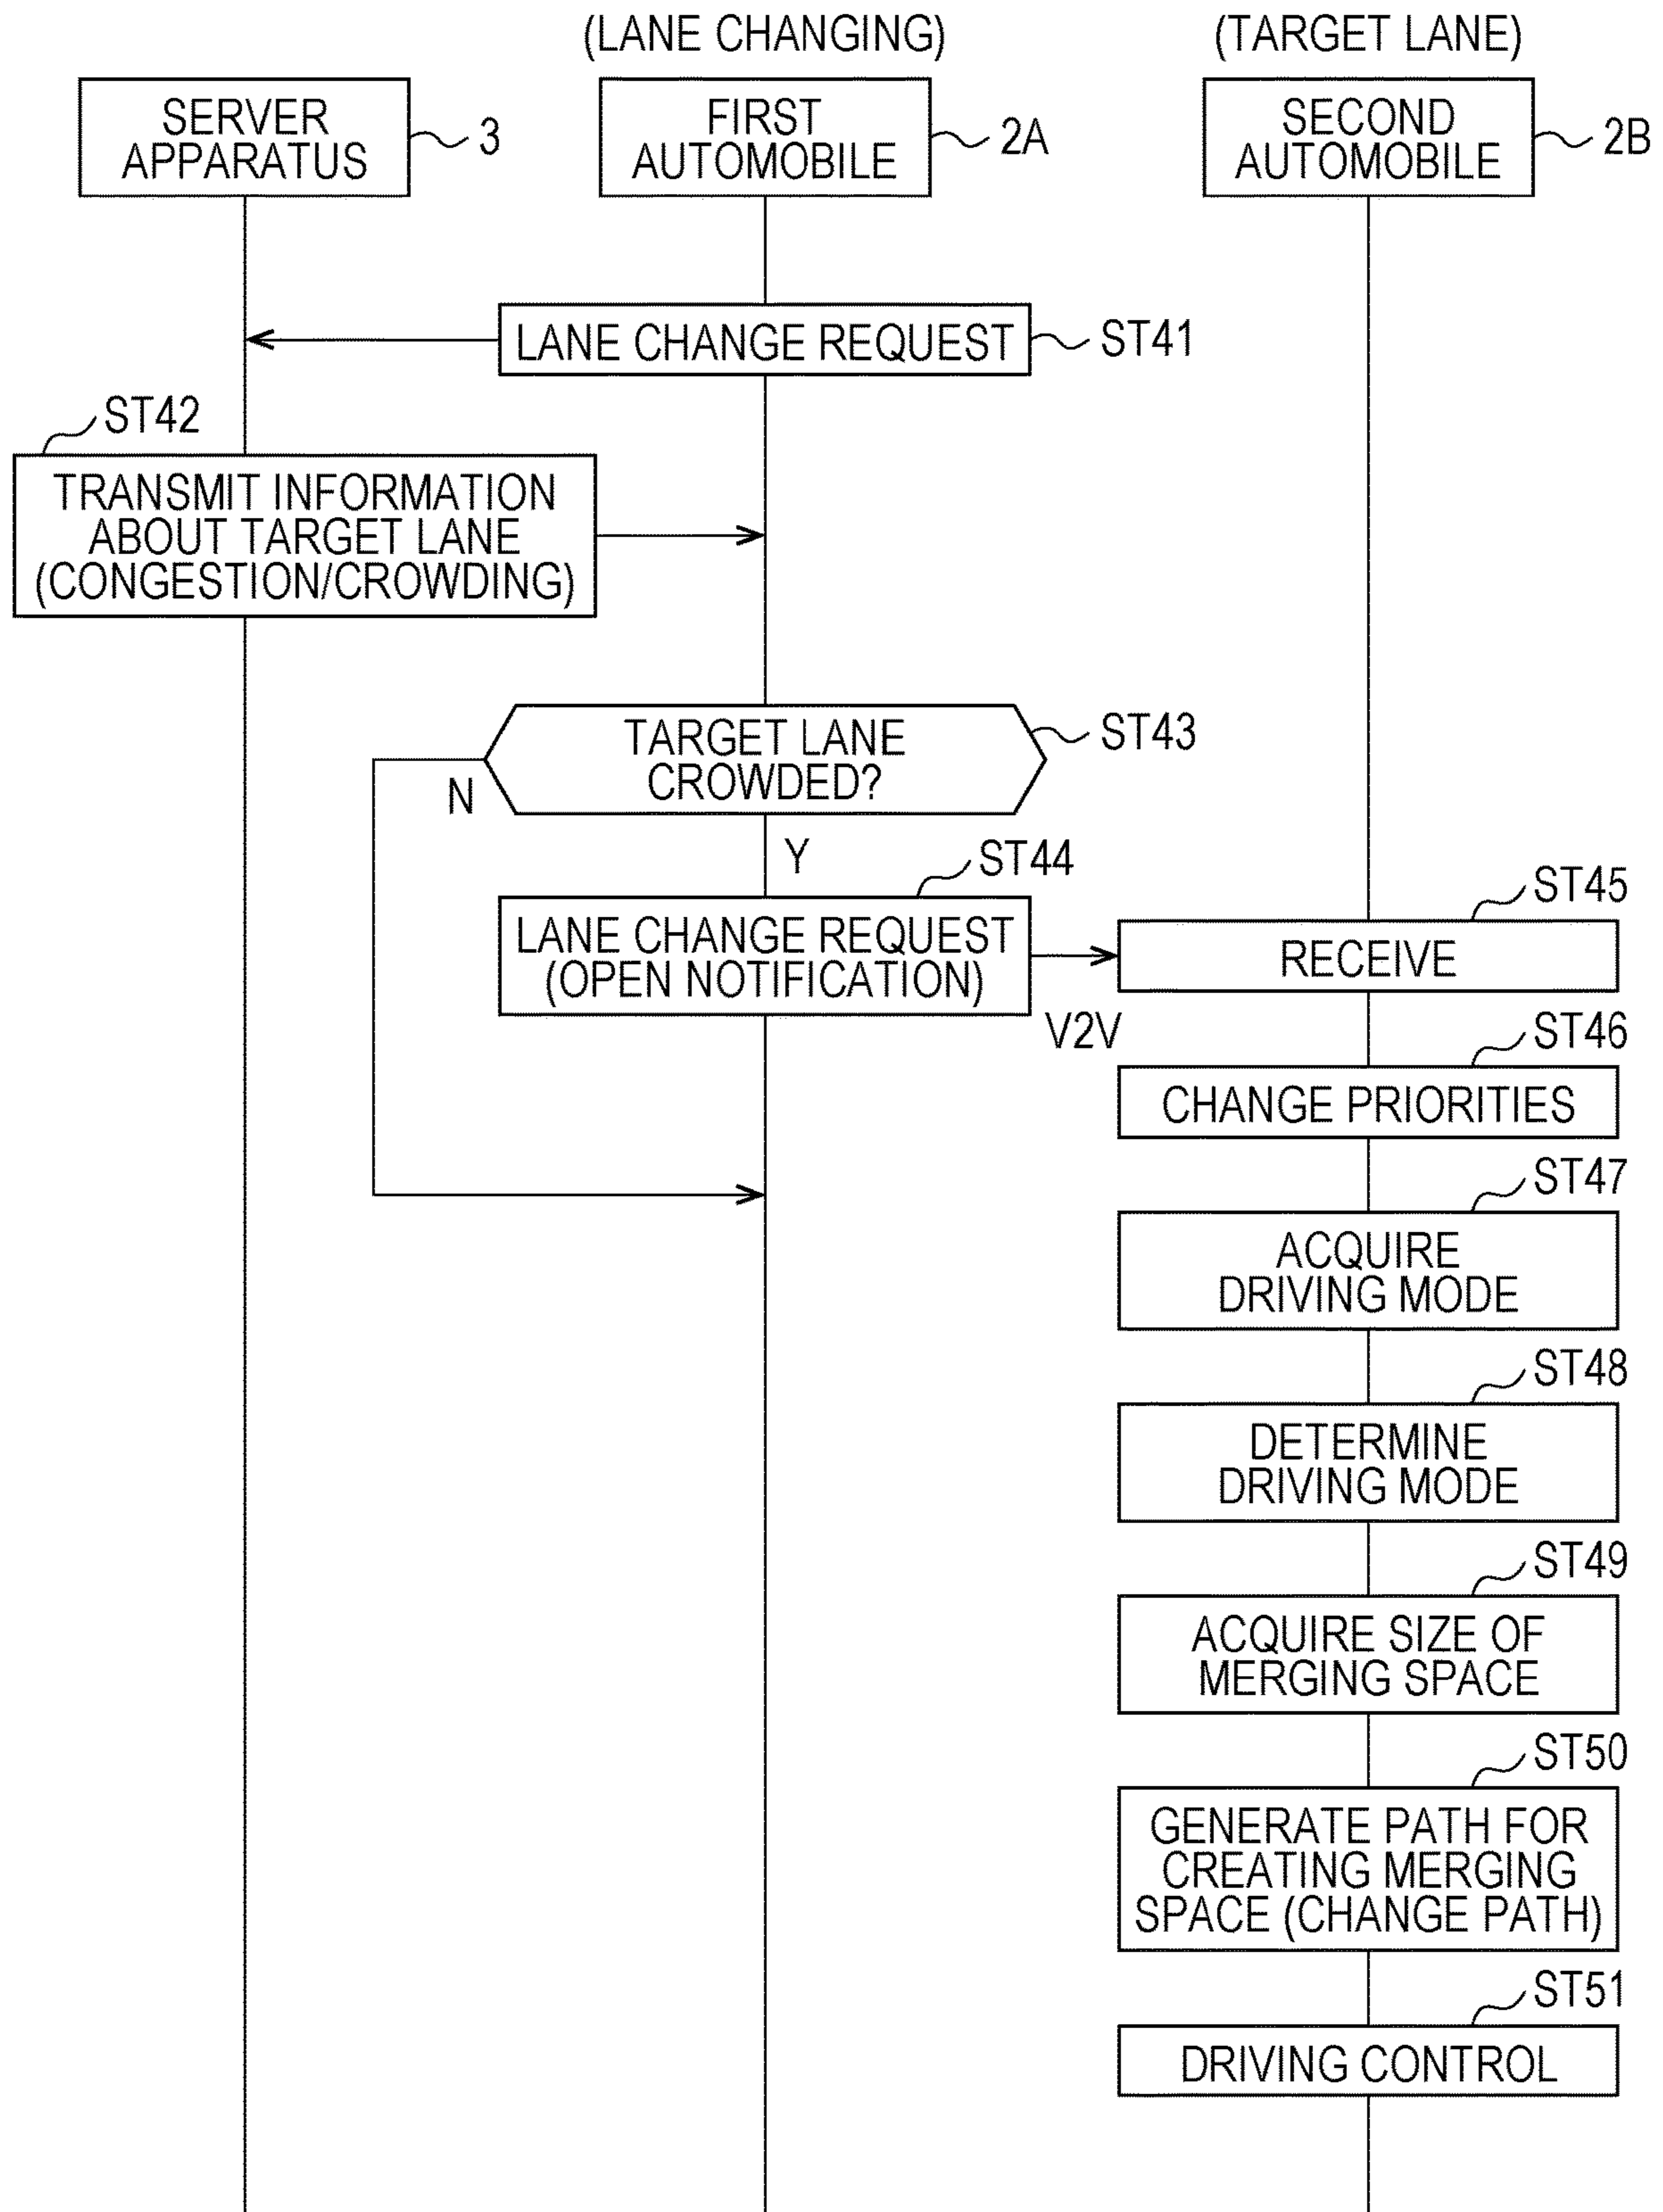 (LANE CHANGING)
(TARGET LANE)
SERVER
APPARATUS
3
FIRST
AUTOMOBILE
2A
SECOND
AUTOMOBILE
2B
LANE CHANGE REQUEST
ST41
ST42
TRANSMIT INFORMATION
ABOUT TARGET LANE
(CONGESTION/CROWDING)
TARGET LANE
CROWDED?
ST43
N
Y
ST44
LANE CHANGE REQUEST
(OPEN NOTIFICATION)
V2V
ST45
RECEIVE
ST46
CHANGE PRIORITIES
ST47
ACQUIRE
DRIVING MODE
ST48
DETERMINE
DRIVING MODE
ST49
ACQUIRE SIZE OF
MERGING SPACE
ST50
GENERATE PATH FOR
CREATING MERGING
SPACE (CHANGE PATH)
ST51
DRIVING CONTROL